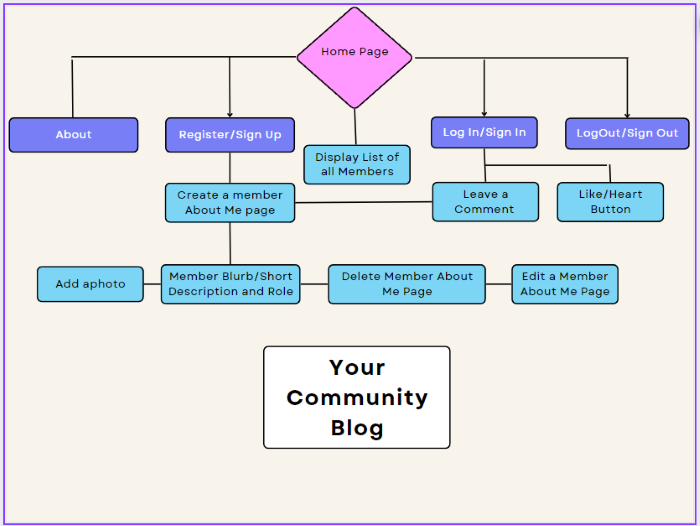 Home Page
About
Register/Sign Up
Log In/Sign In
LogOut/Sign Out
Display List of
all Members
Create a member
About Me page
Leave a
Comment
Like/Heart
Button
Add aphoto
Member Blurb/Short
Description and Role
Delete Member About
Me Page
Edit a Member
About Me Page
Your
Community
Blog